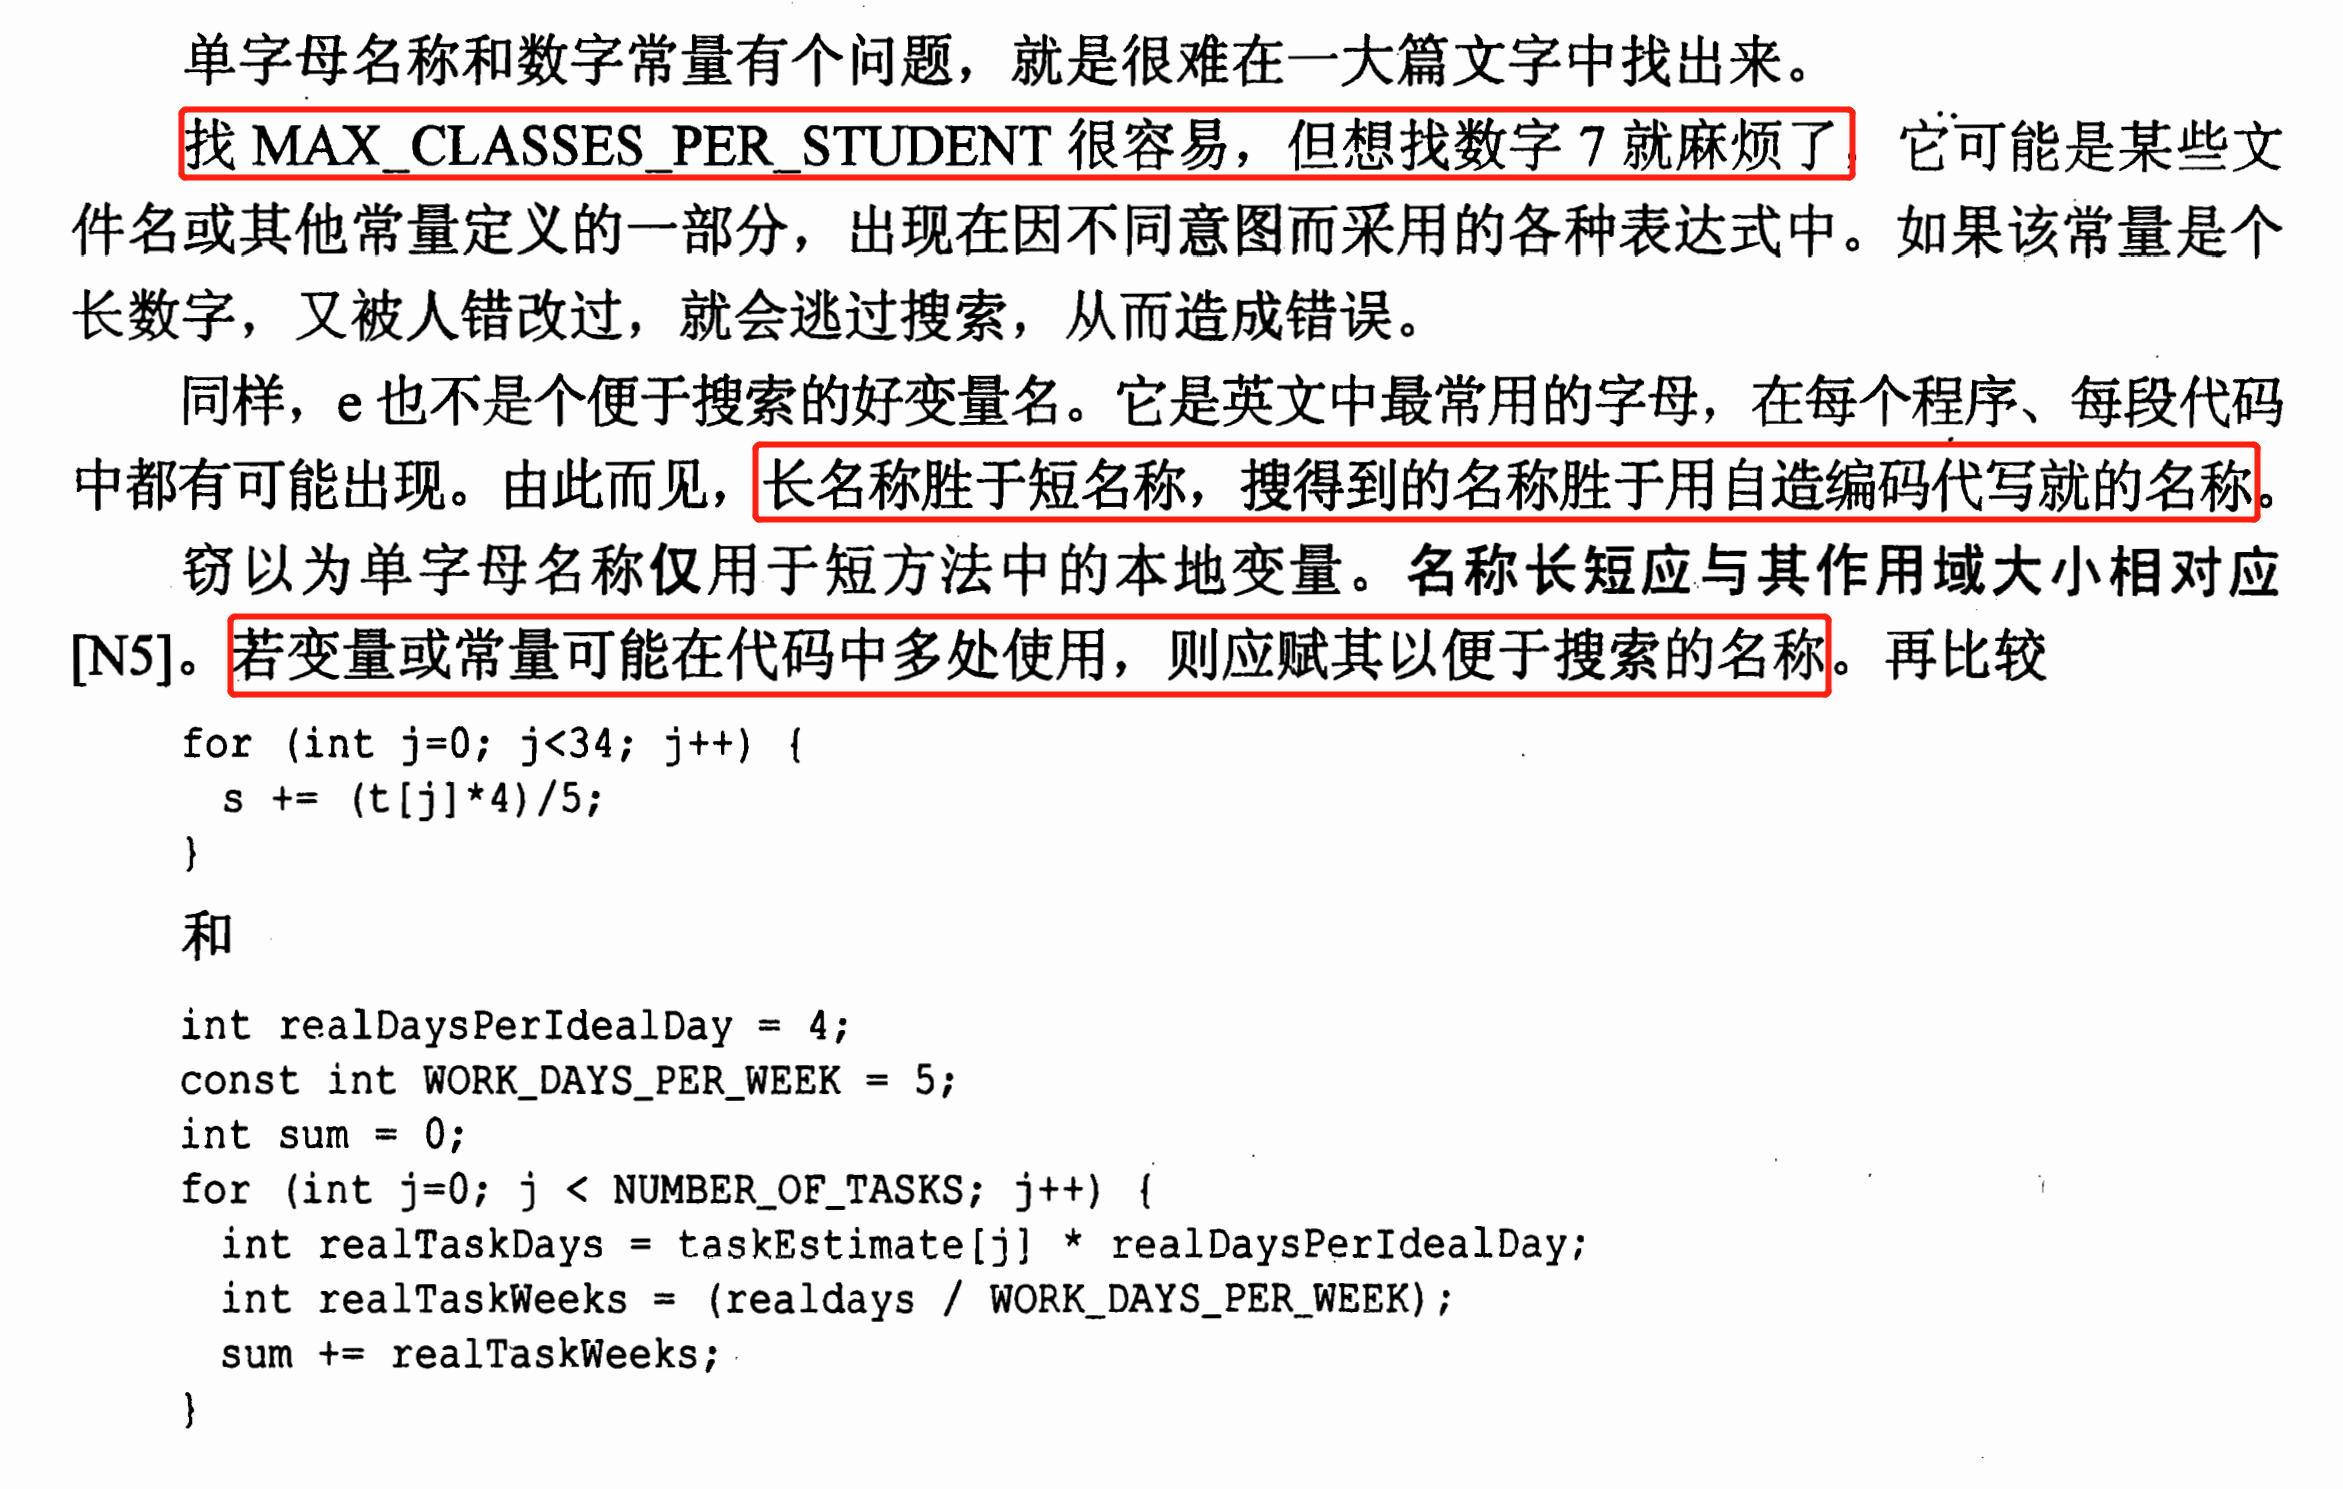 单字母名称和数字常量有个问题，就是很难在一大篇文字中找出来。
找 MAX_CLASSES_PER_STUDENT 很容易，但想找数字 7 就麻烦了，它可能是某些文
件名或其他常量定义的一部分，出现在因不同意图而采用的各种表达式中。如果该常量是个
长数字，又被人错改过，就会逃过搜索，从而造成错误。
同样，e 也不是个便于搜索的好变量名。它是英文中最常用的字母，在每个程序、每段代码
中都有可能出现。由此而见，长名称胜于短名称，搜得到的名称胜于用自造编码代写就的名称。
窃以为单字母名称仅用于短方法中的本地变量。名称长短应与其作用域大小相对应
[N5]。若变量或常量可能在代码中多处使用，则应赋其以便于搜索的名称。再比较
for (int j=0; j<34; j++) {
s += (t[j]*4)/5;
}
和
int realDaysPerIdealDay = 4;
const int WORK_DAYS_PER_WEEK = 5;
int sum = 0;
for (int j=0; j < NUMBER_OF_TASKS; j++) {
int realTaskDays = taskEstimate[j] * realDaysPerIdealDay;
int realTaskWeeks = (realdays / WORK_DAYS_PER_WEEK);
sum += realTaskWeeks;
}